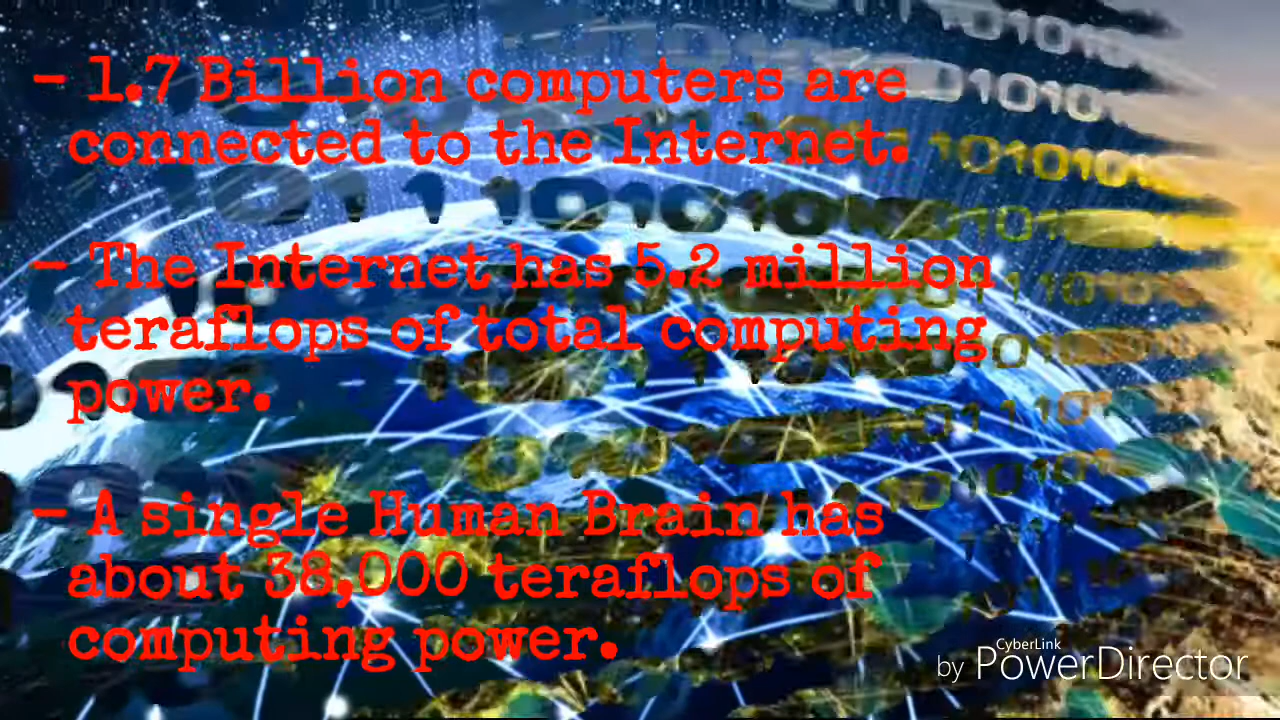 - 1.7 Billion computers are
connected to the Internet.
- The Internet has 5.2 million
teraflops of total computing
power.
- A single Human Brain has
about 38,000 teraflops of
computing power.
CyberLink
by PowerDirector